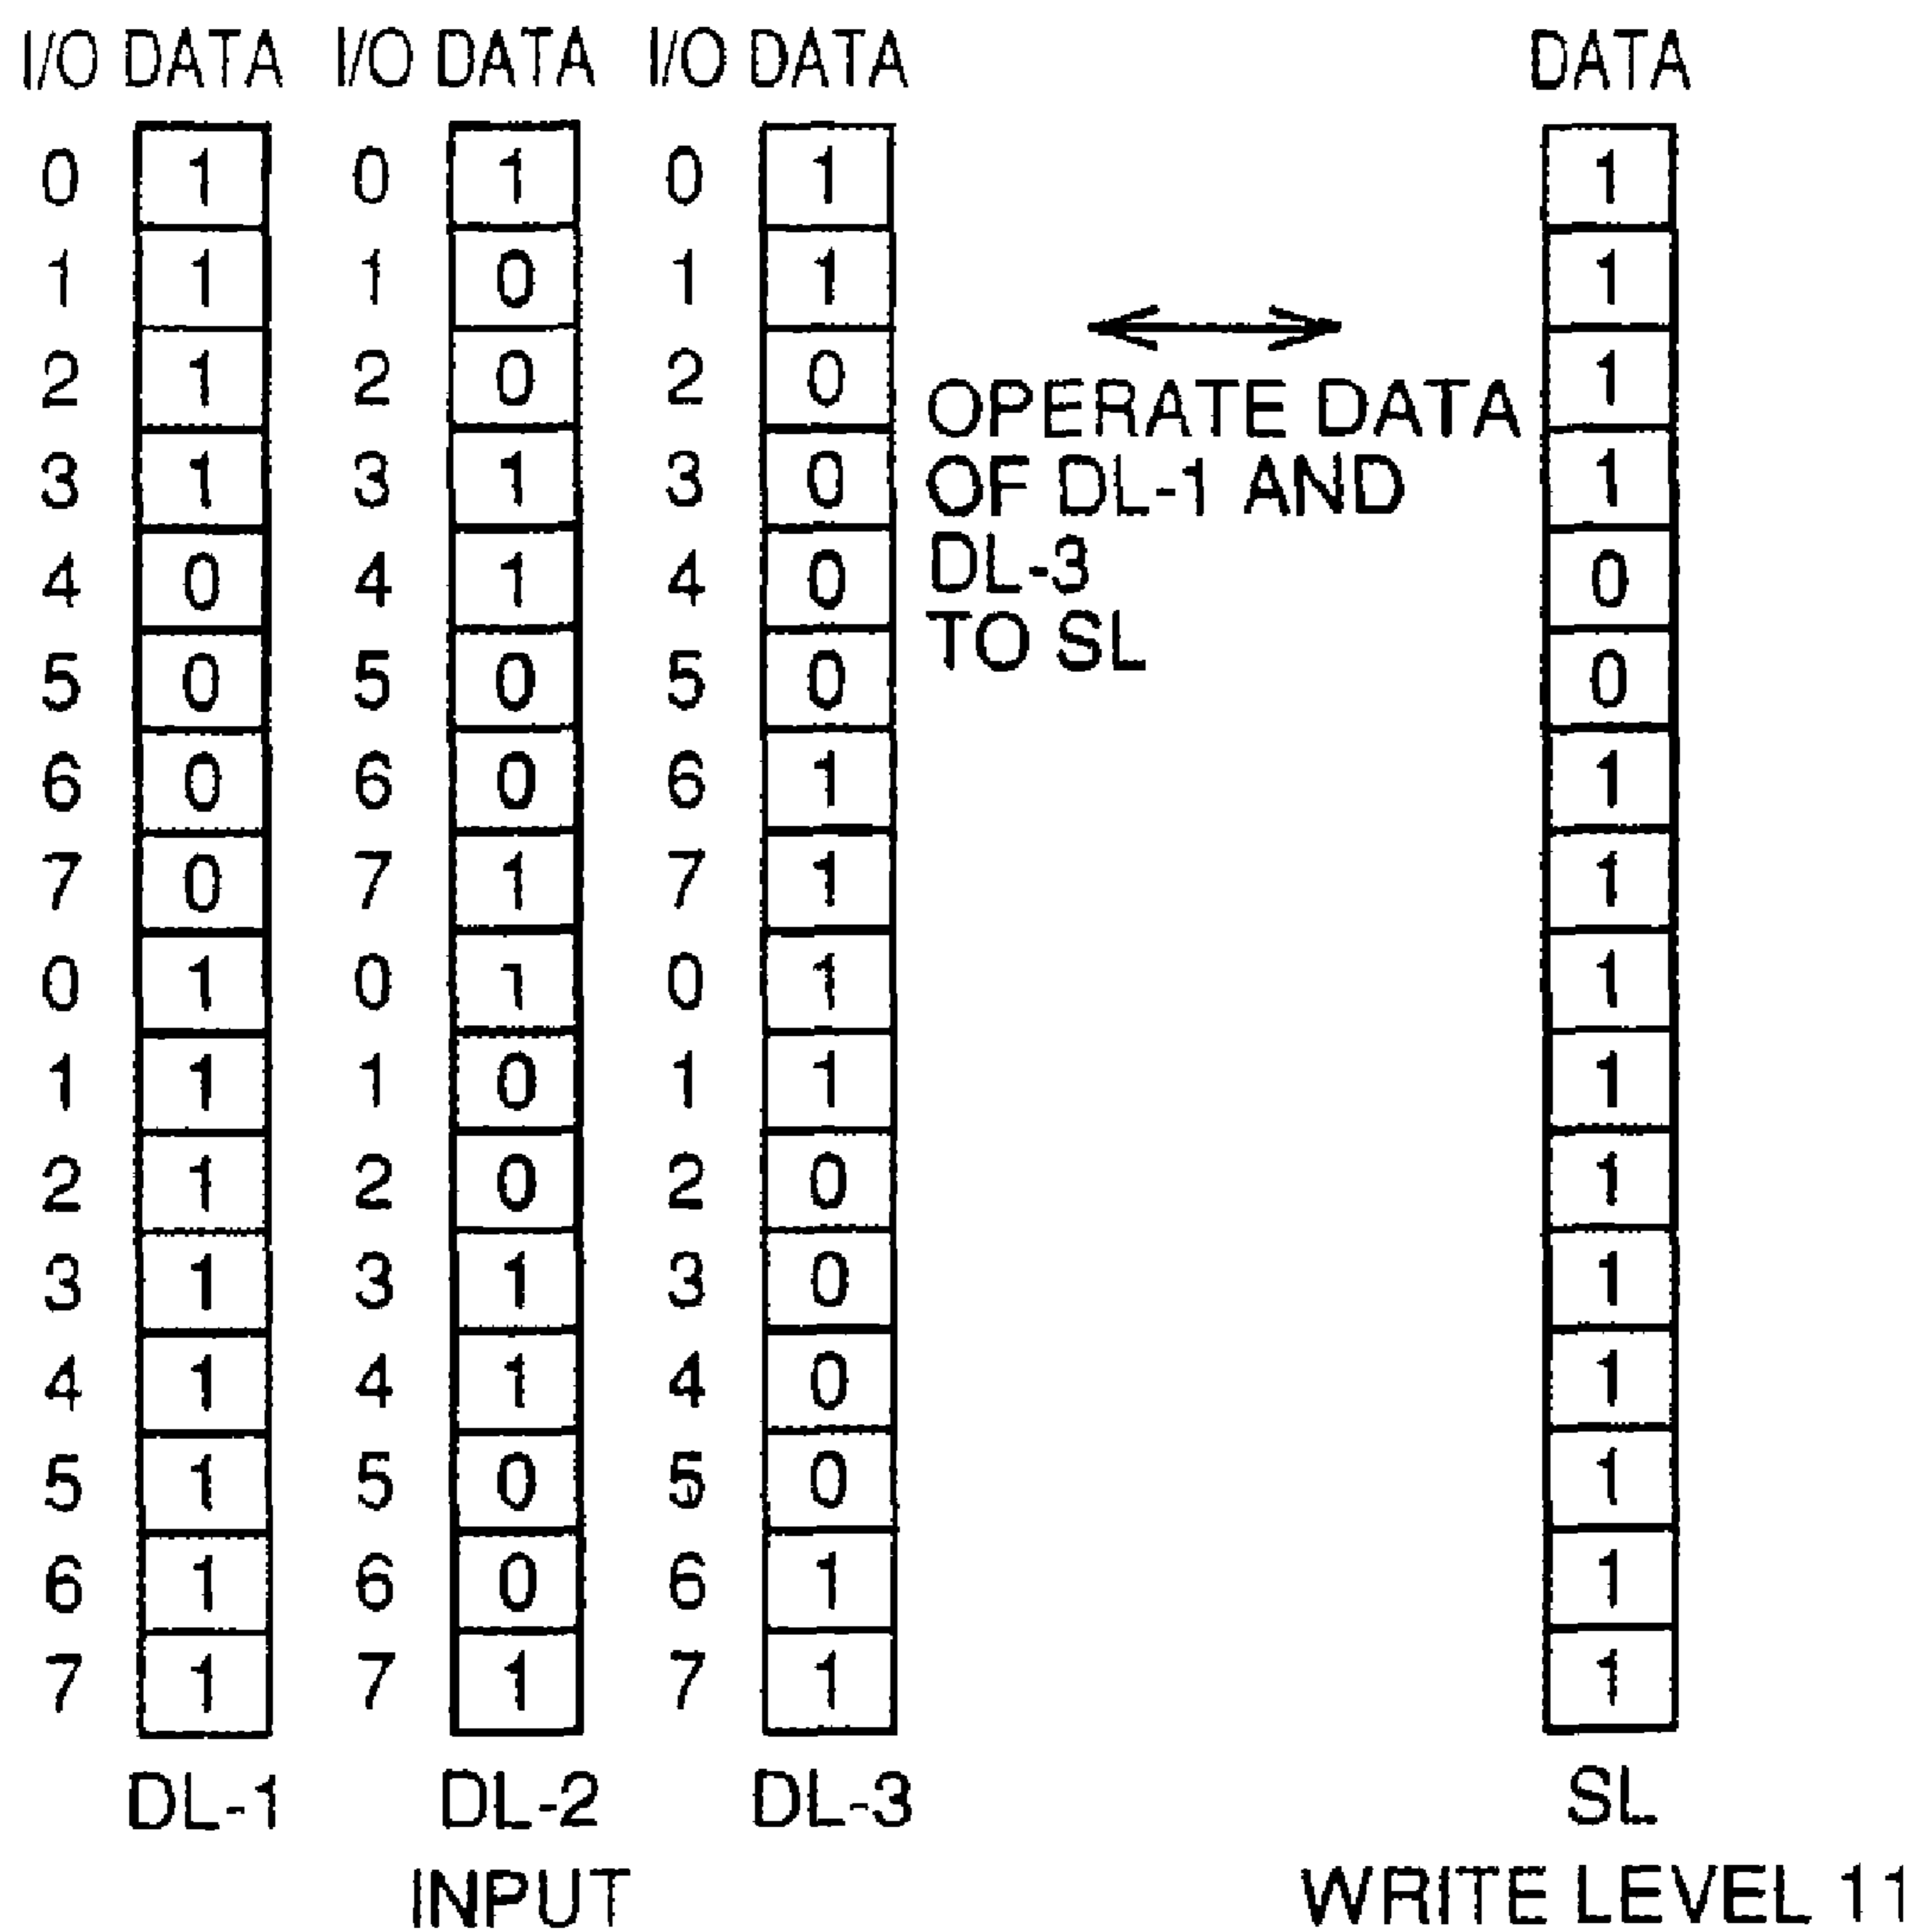 I/O DATA I/O DATA I/O DATA DATA
0 1 0 1 0 1 1
1 1 1 0 1 1 1
2 1 2 0 2 0 1
3 1 3 1 3 0 1
4 0 4 1 4 0 0
5 0 5 0 5 0 0
6 0 6 0 6 1 1
7 0 7 1 7 1 1
0 1 0 1 0 1 1
1 1 1 0 1 1 1
2 1 2 0 2 0 1
3 1 3 1 3 0 1
4 1 4 1 4 0 1
5 1 5 0 5 0 1
6 1 6 0 6 1 1
7 1 7 1 7 1 1
OPERATE DATA
OF DL-1 AND
DL-3
TO SL
DL-1 DL-2 DL-3 SL
INPUT WRITE LEVEL 11